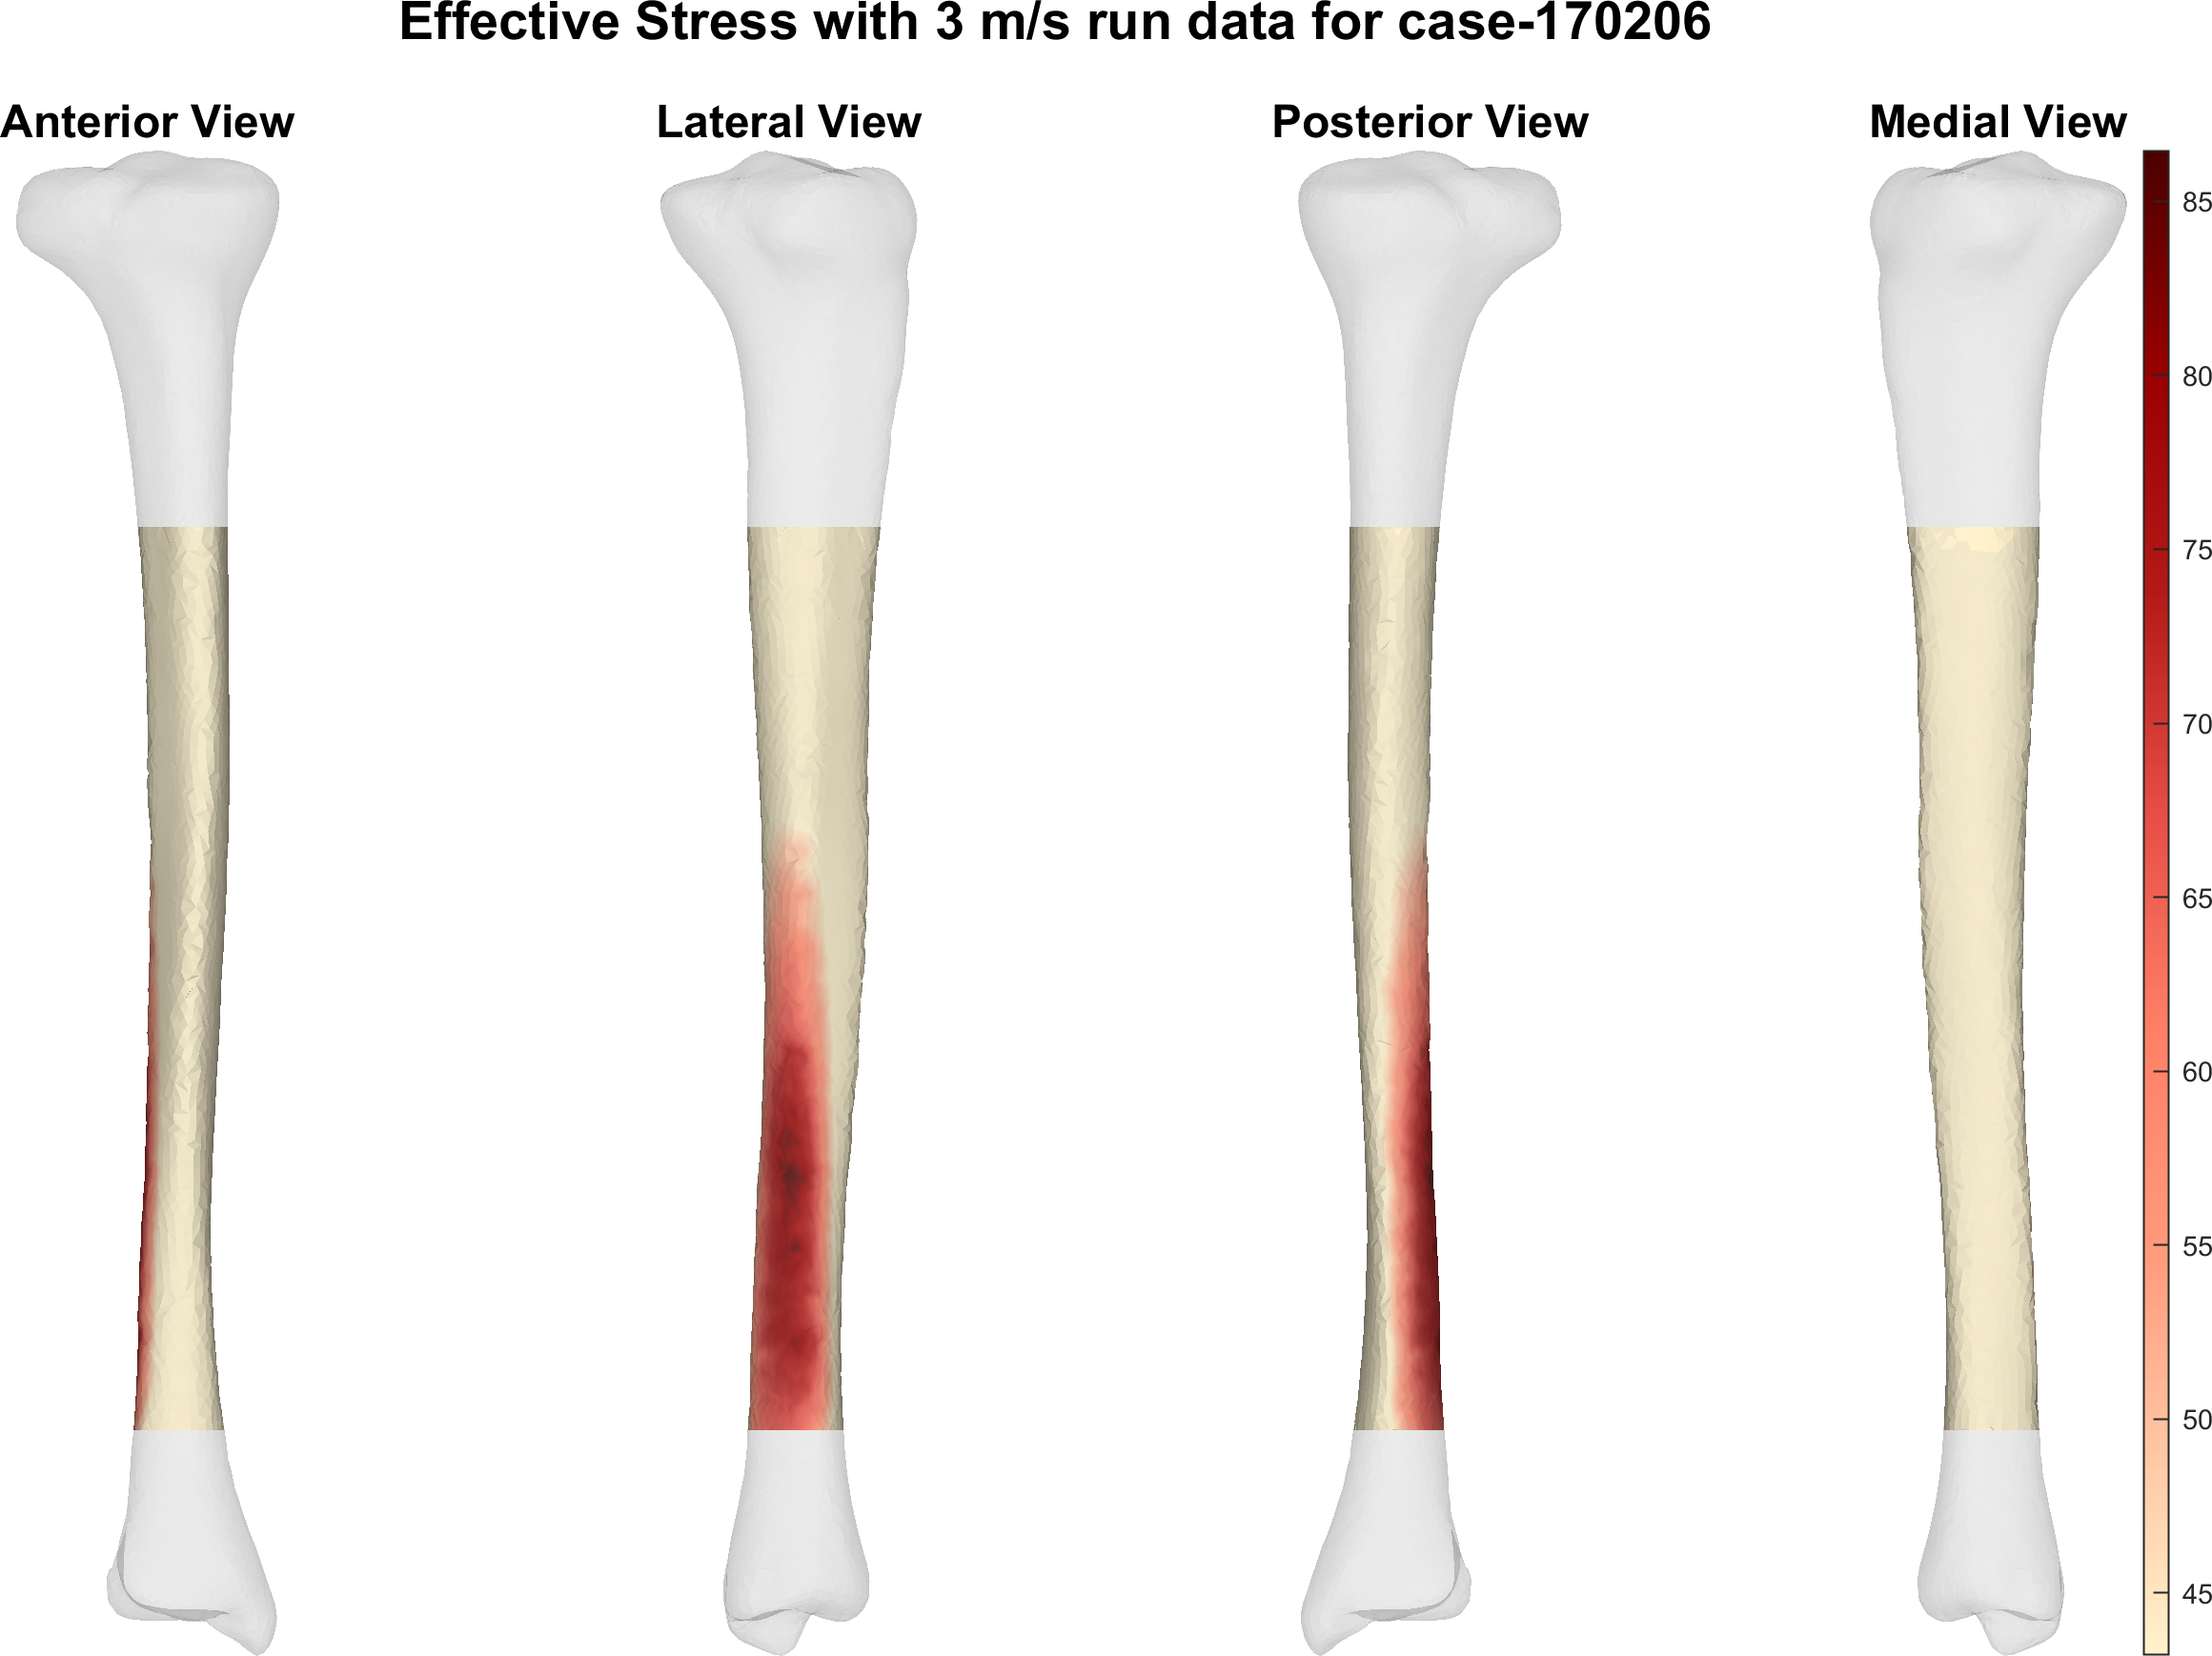 Effective Stress with 3 m/s run data for case-170206
Anterior View
Lateral View
Posterior View
Medial View
85
80
75
70
65
60
55
50
45